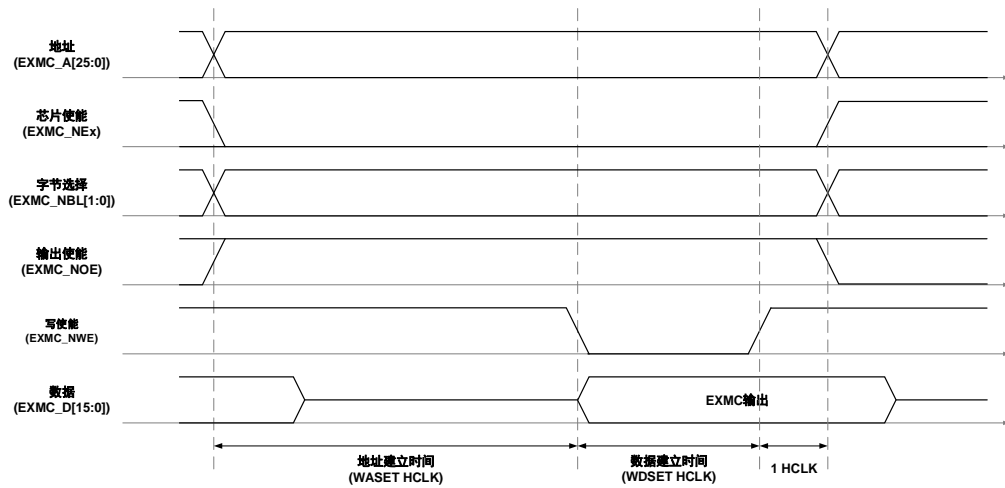 地址
(EXMC_A[25:0])
芯片使能
(EXMC_NEx)
字节选择
(EXMC_NBL[1:0])
输出使能
(EXMC_NOE)
写使能
(EXMC_NWE)
数据
(EXMC_D[15:0])
EXMC输出
地址建立时间
(WASET HCLK)
数据建立时间
(WDSET HCLK)
1 HCLK